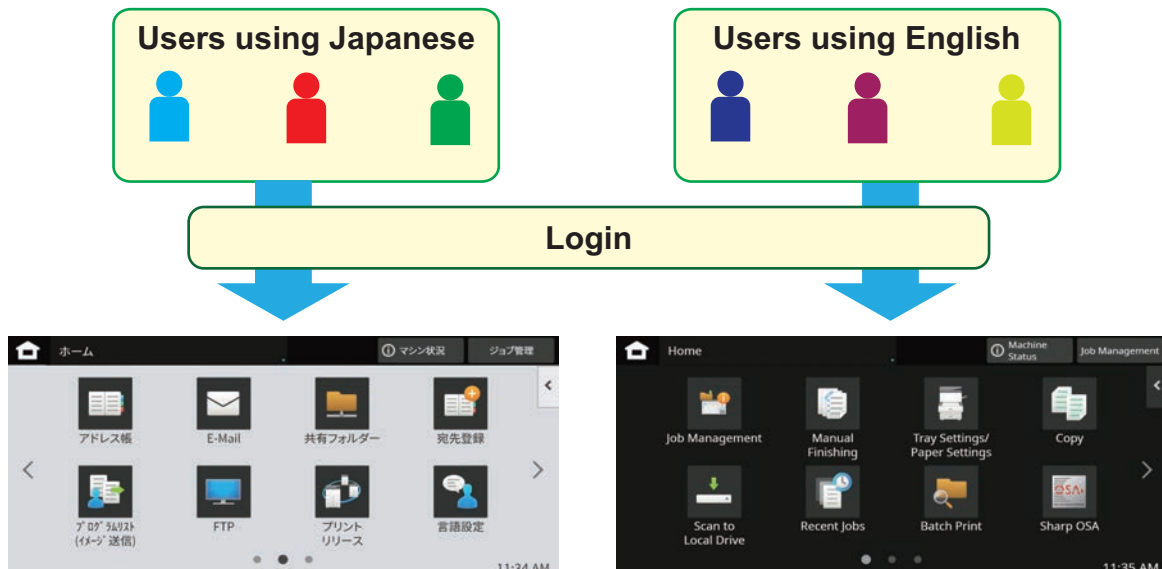 Users using Japanese
Users using English
Login
ホーム
マシン状況
ジョブ管理
アドレス帳
E-Mail
共有フォルダー
宛先登録
プログラムリスト
(イメージ送信)
FTP
プリント
リリース
言語設定
11:34 AM
Home
Machine
Status
Job Management
Job Management
Manual
Finishing
Tray Settings/
Paper Settings
Copy
Scan to
Local Drive
Recent Jobs
Batch Print
OSA
Sharp OSA
11:35 AM